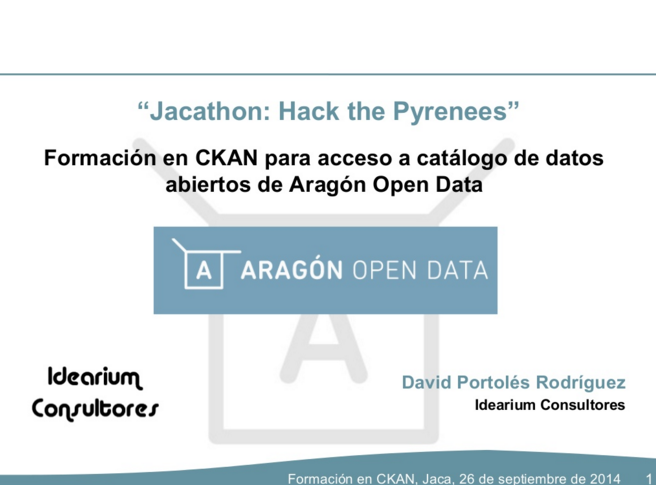 “Jacathon: Hack the Pyrenees”
Formación en CKAN para acceso a catálogo de datos
abiertos de Aragón Open Data
A ARAGÓN OPEN DATA
A
Idearium
Consultores
David Portolés Rodríguez
Idearium Consultores
Formación en CKAN, Jaca, 26 de septiembre de 2014 1